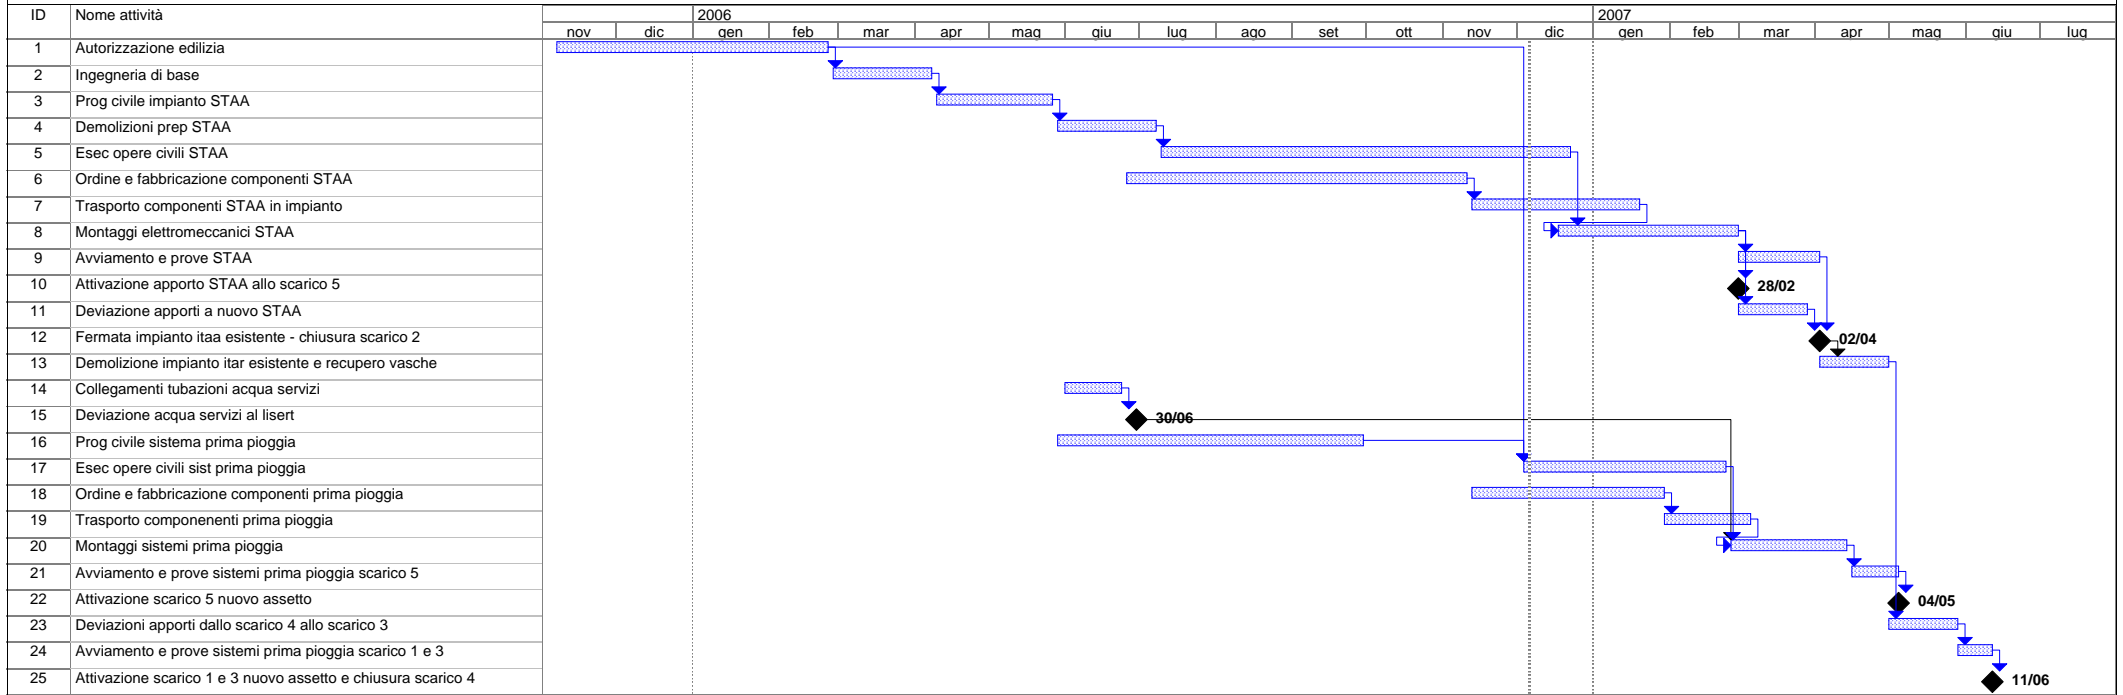 ID Nome attività 2006 2007
nov dic gen feb mar apr mag giu lug ago set ott nov dic gen feb mar apr mag giu lug
1 Autorizzazione edilizia
2 Ingegneria di base
3 Prog civile impianto STAA
4 Demolizioni prep STAA
5 Esec opere civili STAA
6 Ordine e fabbricazione componenti STAA
7 Trasporto componenti STAA in impianto
8 Montaggi elettromeccanici STAA
9 Avviamento e prove STAA
10 Attivazione apporto STAA allo scarico 5 28/02
11 Deviazione apporti a nuovo STAA
12 Fermata impianto itaa esistente - chiusura scarico 2 02/04
13 Demolizione impianto itar esistente e recupero vasche
14 Collegamenti tubazioni acqua servizi
15 Deviazione acqua servizi al lisert 30/06
16 Prog civile sistema prima pioggia
17 Esec opere civili sist prima pioggia
18 Ordine e fabbricazione componenti prima pioggia
19 Trasporto componenenti prima pioggia
20 Montaggi sistemi prima pioggia
21 Avviamento e prove sistemi prima pioggia scarico 5
22 Attivazione scarico 5 nuovo assetto 04/05
23 Deviazioni apporti dallo scarico 4 allo scarico 3
24 Avviamento e prove sistemi prima pioggia scarico 1 e 3
25 Attivazione scarico 1 e 3 nuovo assetto e chiusura scarico 4 11/06